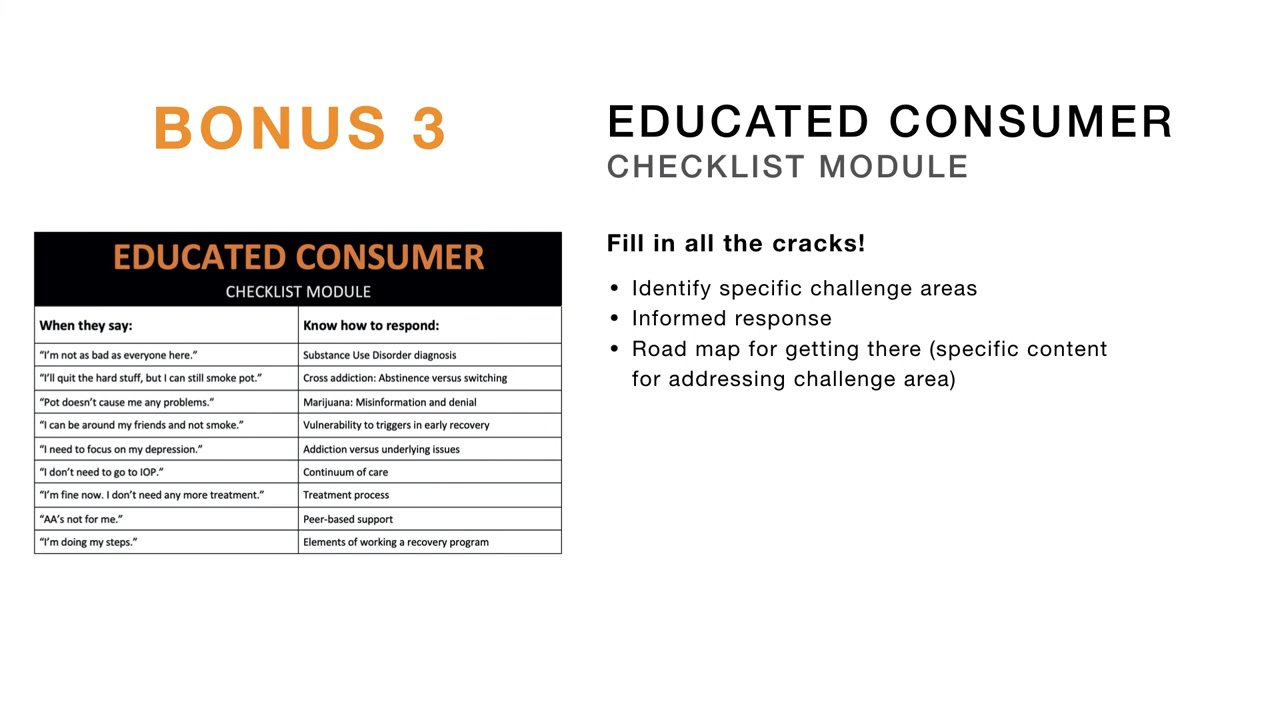 BONUS 3
EDUCATED CONSUMER
CHECKLIST MODULE
When they say: Know how to respond:
“I’m not as bad as everyone here.” Substance Use Disorder diagnosis
“I’ll quit the hard stuff, but I can still smoke pot.” Cross addiction: Abstinence versus switching
“Pot doesn’t cause me any problems.” Marijuana: Misinformation and denial
“I can be around my friends and not smoke.” Vulnerability to triggers in early recovery
“I need to focus on my depression.” Addiction versus underlying issues
“I don’t need to go to IOP.” Continuum of care
“I’m fine now. I don’t need any more treatment.” Treatment process
“AA’s not for me.” Peer-based support
“I’m doing my steps.” Elements of working a recovery program
EDUCATED CONSUMER
CHECKLIST MODULE
Fill in all the cracks!
• Identify specific challenge areas
• Informed response
• Road map for getting there (specific content
for addressing challenge area)